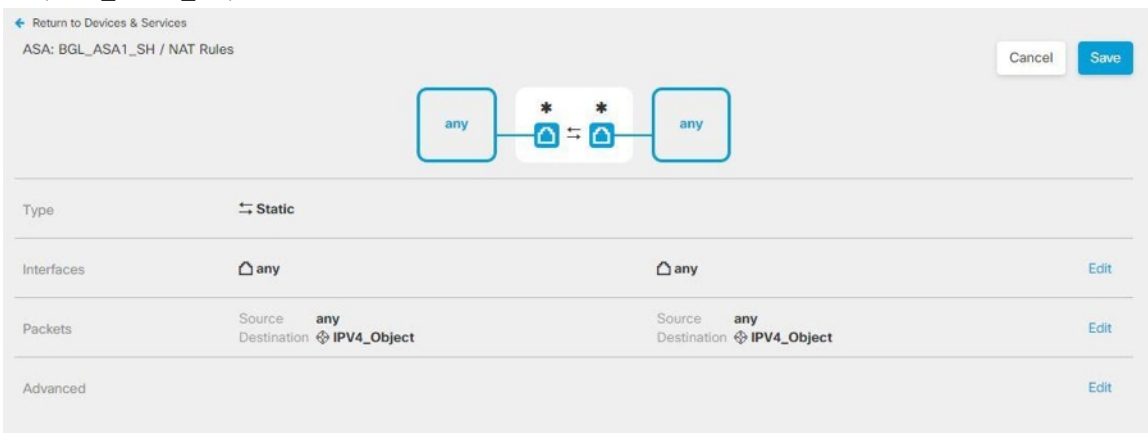 Return to Devices & Services
ASA: BGL_ASA1_SH / NAT Rules
Cancel Save
any * * any
Type Static
Interfaces any any Edit
Packets Source any Source any Edit
Destination IPV4_Object Destination IPV4_Object
Advanced Edit